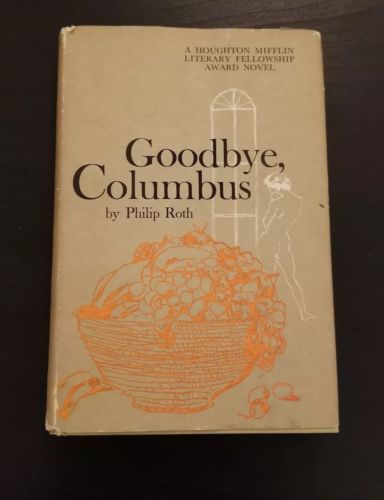 A HOUGHTON MIFFLIN
LITERARY FELLOWSHIP
AWARD NOVEL
Goodbye,
Columbus
by Philip Roth